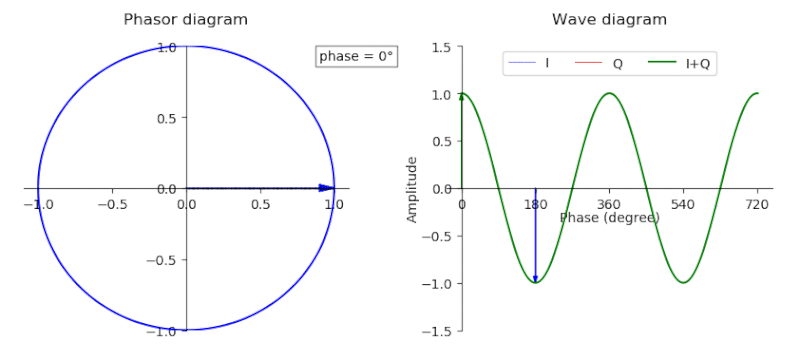 Phasor diagram
phase = 0°
1.0
0.5
0.0
−1.0 −0.5 0.0 0.5 1.0
−0.5
−1.0
Wave diagram
I Q I+Q
1.5
1.0
0.5
0.0
−0.5
−1.0
−1.5
Amplitude
0 180 360 540 720
Phase (degree)